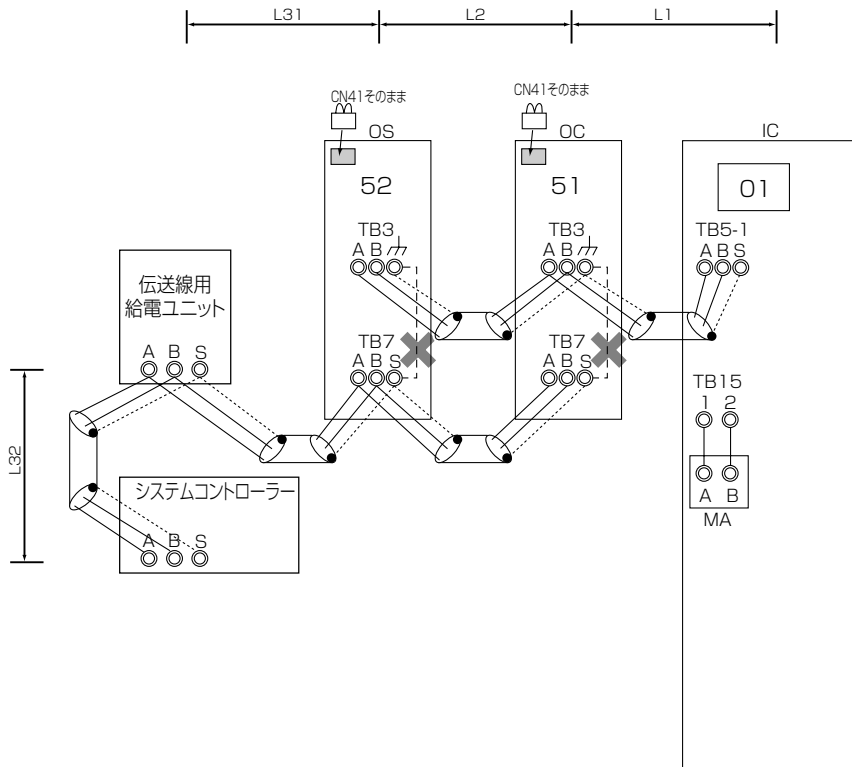 L31
L2
L1
CN41そのまま
CN41そのまま
OS
OC
IC
52
51
01
TB3
TB3
TB5-1
A B
A B
A B S
伝送線用
給電ユニット
A B S
TB7
TB7
A B S
A B S
TB15
1 2
A B
MA
L32
システムコントローラー
A B S